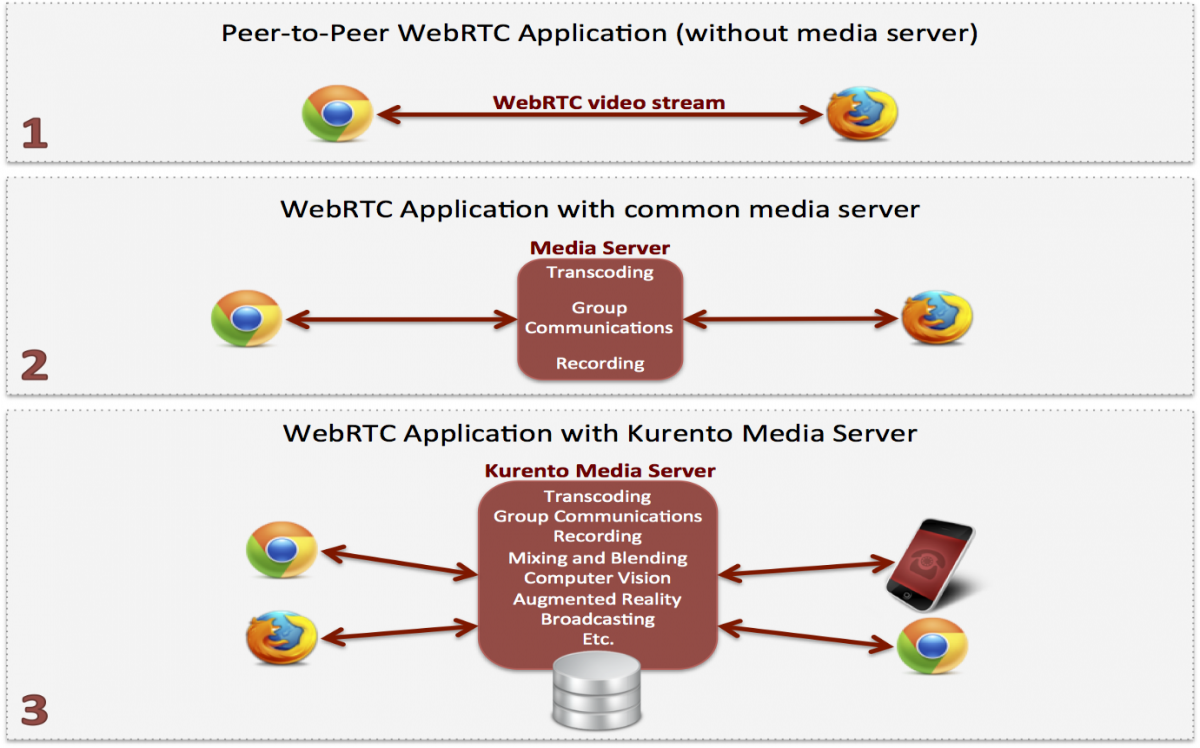 Peer-to-Peer WebRTC Application (without media server)
WebRTC video stream
1
WebRTC Application with common media server
Media Server
Transcoding
Group
Communications
Recording
2
WebRTC Application with Kurento Media Server
Kurento Media Server
Transcoding
Group Communications
Recording
Mixing and Blending
Computer Vision
Augmented Reality
Broadcasting
Etc.
3